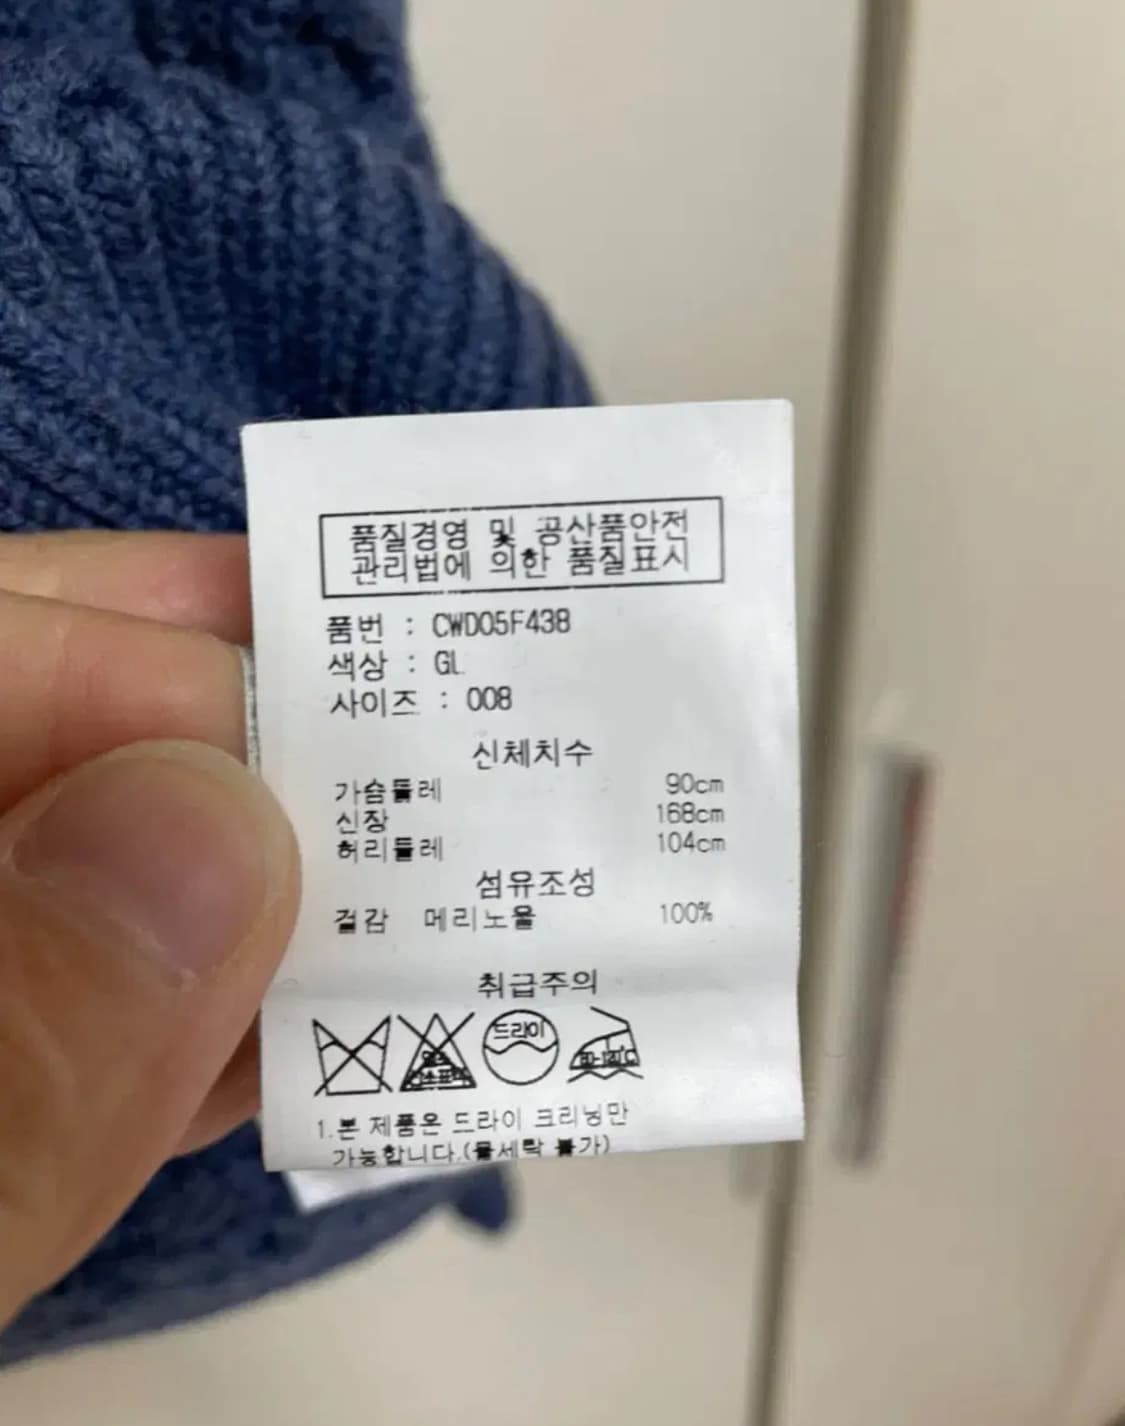 품질경영 및 공산품안전
관리법에 의한 품질표시
품번 : CWD05F438
색상 : GL
사이즈 : 008
신체치수
가슴둘레 90cm
신장 168cm
허리둘레 104cm
섬유조성
겉감 메리노울 100%
취급주의
드라이
80-120℃
1.본 제품은 드라이 크리닝만
가능합니다.(물세탁 불가)